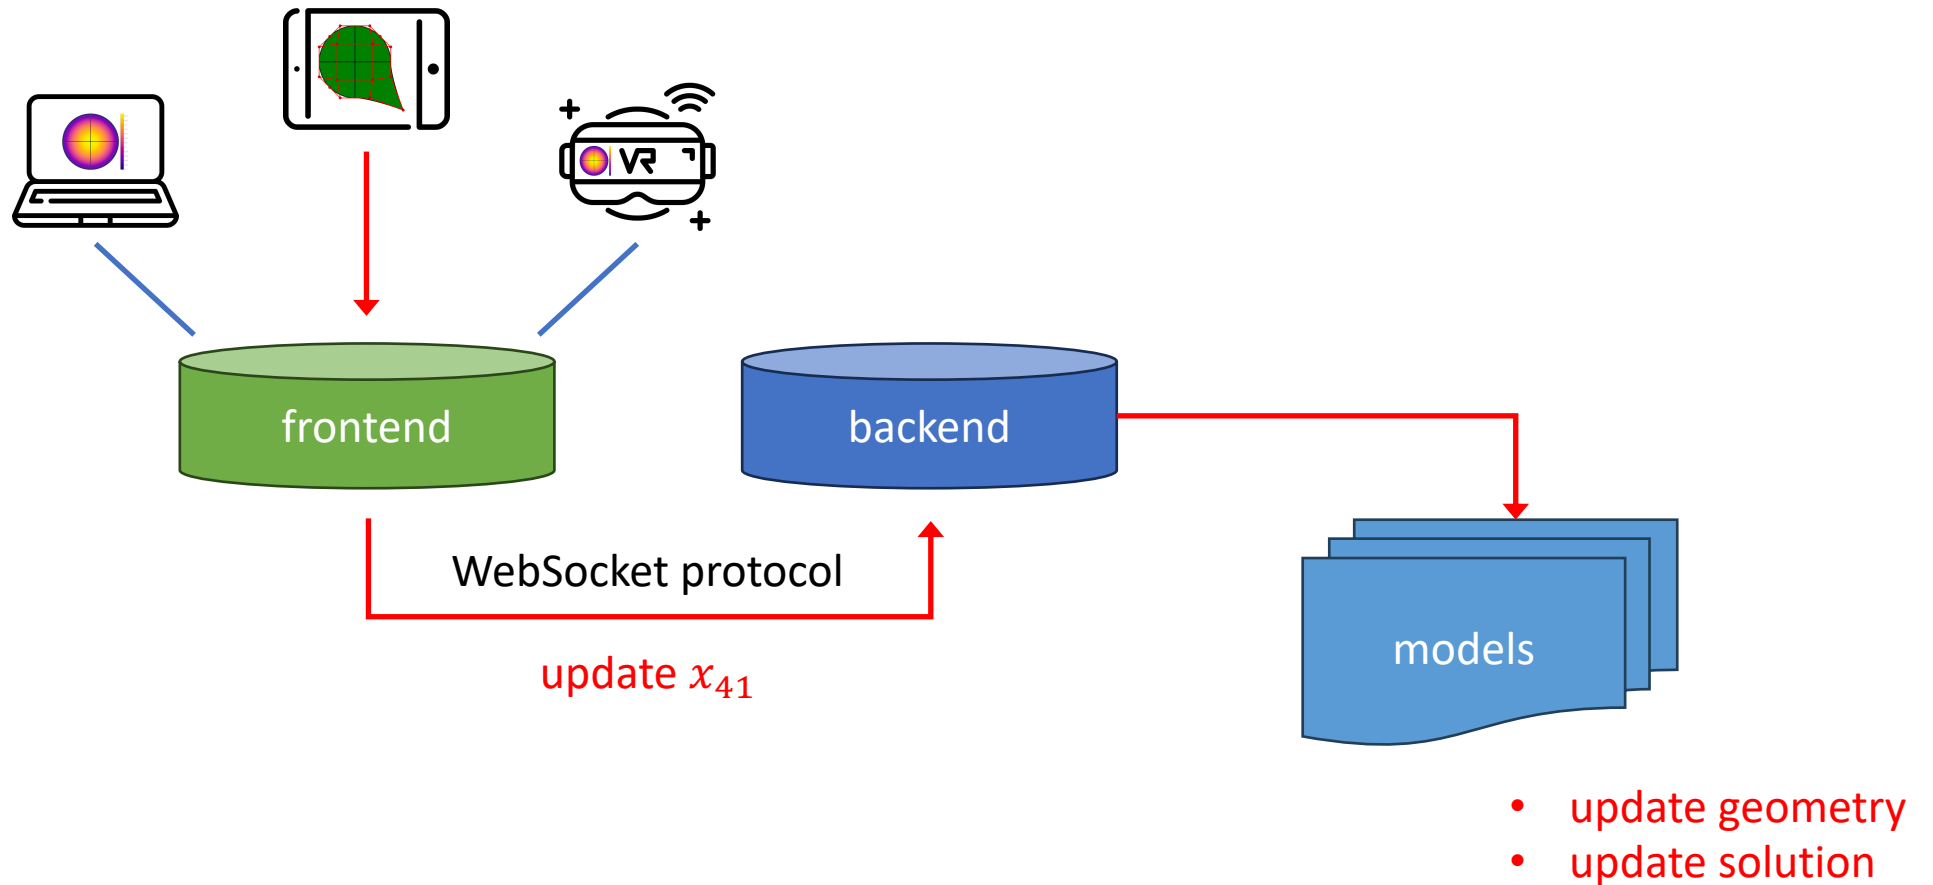 VR
frontend
backend
WebSocket protocol
update x₄₁
models
• update geometry
• update solution